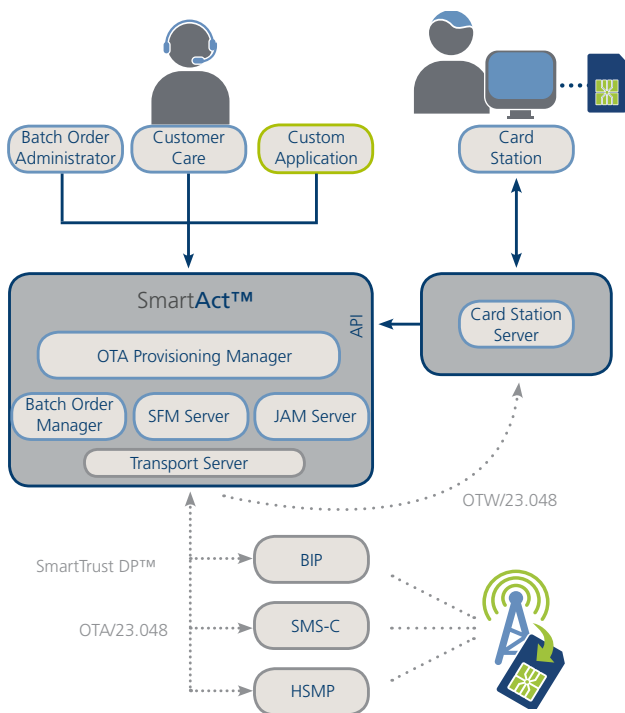 Batch Order
Administrator
Customer
Care
Custom
Application
Card
Station
SmartAct™
API
Card Station
Server
OTA Provisioning Manager
Batch Order
Manager
SFM Server
JAM Server
Transport Server
OTW/23.048
SmartTrust DP™
BIP
OTA/23.048
SMS-C
HSMP